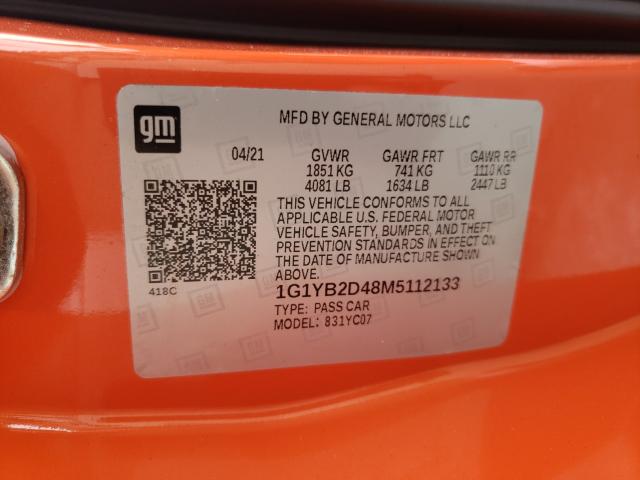 gm
MFD BY GENERAL MOTORS LLC
04/21 GVWR GAWR FRT GAWR RR
1851 KG 741 KG 1110 KG
4081 LB 1634 LB 2447 LB
THIS VEHICLE CONFORMS TO ALL
APPLICABLE U.S. FEDERAL MOTOR
VEHICLE SAFETY, BUMPER, AND THEFT
PREVENTION STANDARDS IN EFFECT ON
THE DATE OF MANUFACTURE SHOWN
ABOVE.
418C
1G1YB2D48M5112133
TYPE: PASS CAR
MODEL: 831YC07